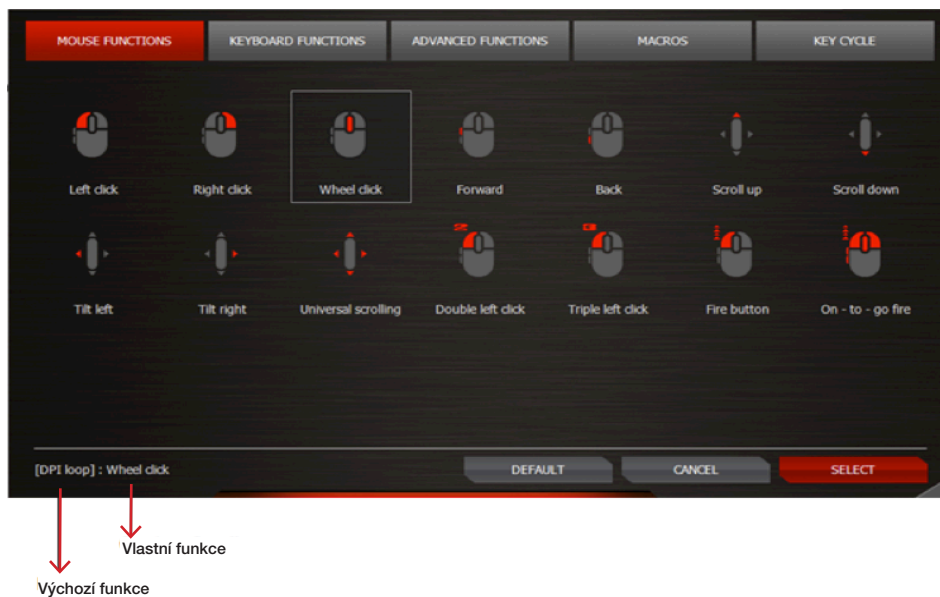 MOUSE FUNCTIONS KEYBOARD FUNCTIONS ADVANCED FUNCTIONS MACROS KEY CYCLE
Left click Right click Wheel click Forward Back Scroll up Scroll down
Tilt left Tilt right Universal scrolling Double left click Triple left click Fire button On - to - go fire
[DPI loop] : Wheel click DEFAULT CANCEL SELECT
Vlastní funkce
Výchozí funkce